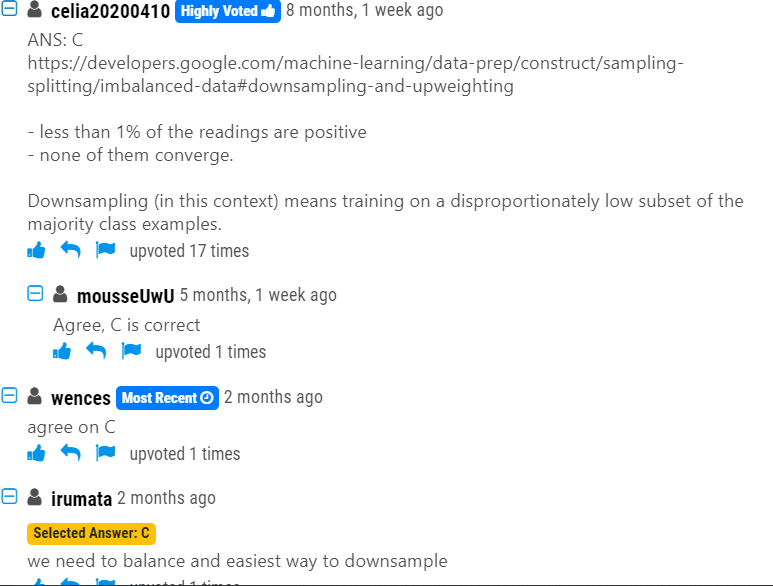 celia20200410 Highly Voted 8 months, 1 week ago
ANS: C
https://developers.google.com/machine-learning/data-prep/construct/sampling-
splitting/imbalanced-data#downsampling-and-upweighting
- less than 1% of the readings are positive
- none of them converge.
Downsampling (in this context) means training on a disproportionately low subset of the
majority class examples.
upvoted 17 times
mousseUwU 5 months, 1 week ago
Agree, C is correct
upvoted 1 times
wences Most Recent 2 months ago
agree on C
upvoted 1 times
irumata 2 months ago
Selected Answer: C
we need to balance and easiest way to downsample
upvoted 1 times